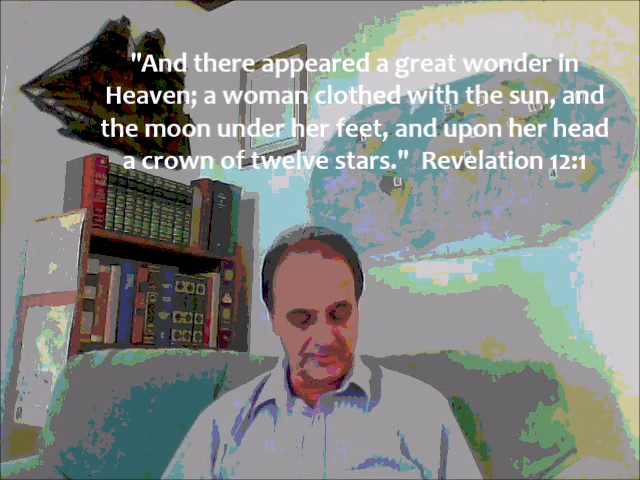 "And there appeared a great wonder in
Heaven; a woman clothed with the sun, and
the moon under her feet, and upon her head
a crown of twelve stars."  Revelation 12:1